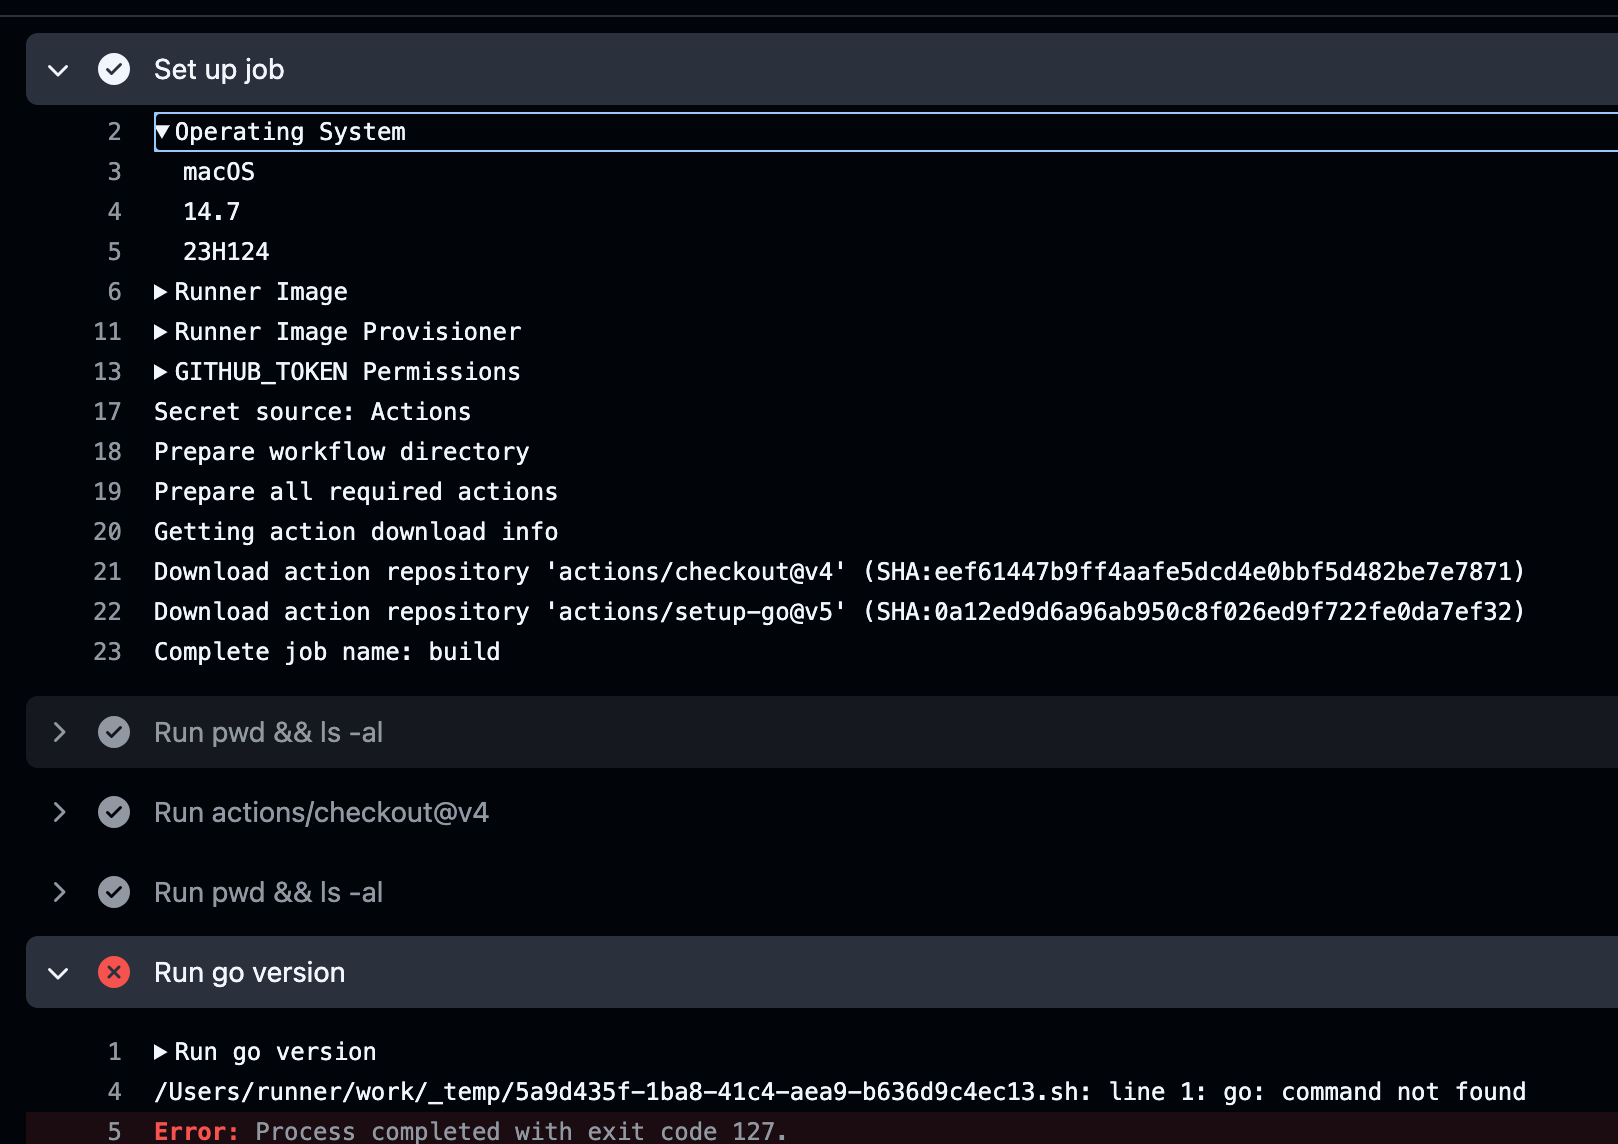 Set up job
2 ▼Operating System
3 macOS
4 14.7
5 23H124
6 ▶Runner Image
11 ▶Runner Image Provisioner
13 ▶GITHUB_TOKEN Permissions
17 Secret source: Actions
18 Prepare workflow directory
19 Prepare all required actions
20 Getting action download info
21 Download action repository 'actions/checkout@v4' (SHA:eef61447b9ff4aafe5dcd4e0bbf5d482be7e7871)
22 Download action repository 'actions/setup-go@v5' (SHA:0a12ed9d6a96ab950c8f026ed9f722fe0da7ef32)
23 Complete job name: build
Run pwd && ls -al
Run actions/checkout@v4
Run pwd && ls -al
Run go version
1 ▶Run go version
4 /Users/runner/work/_temp/5a9d435f-1ba8-41c4-aea9-b636d9c4ec13.sh: line 1: go: command not found
5 Error: Process completed with exit code 127.